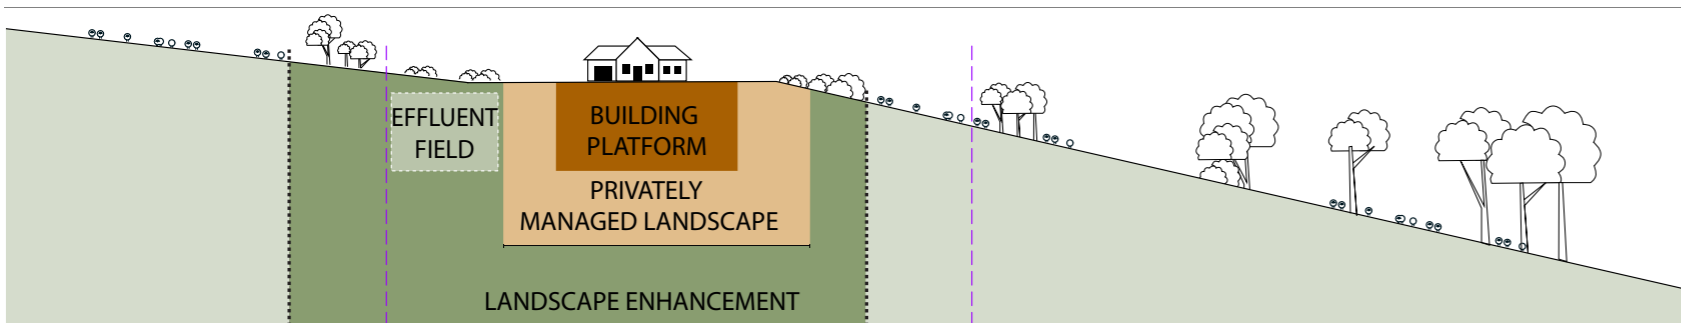 EFFLUENT
FIELD
BUILDING
PLATFORM
PRIVATELY
MANAGED LANDSCAPE
LANDSCAPE ENHANCEMENT